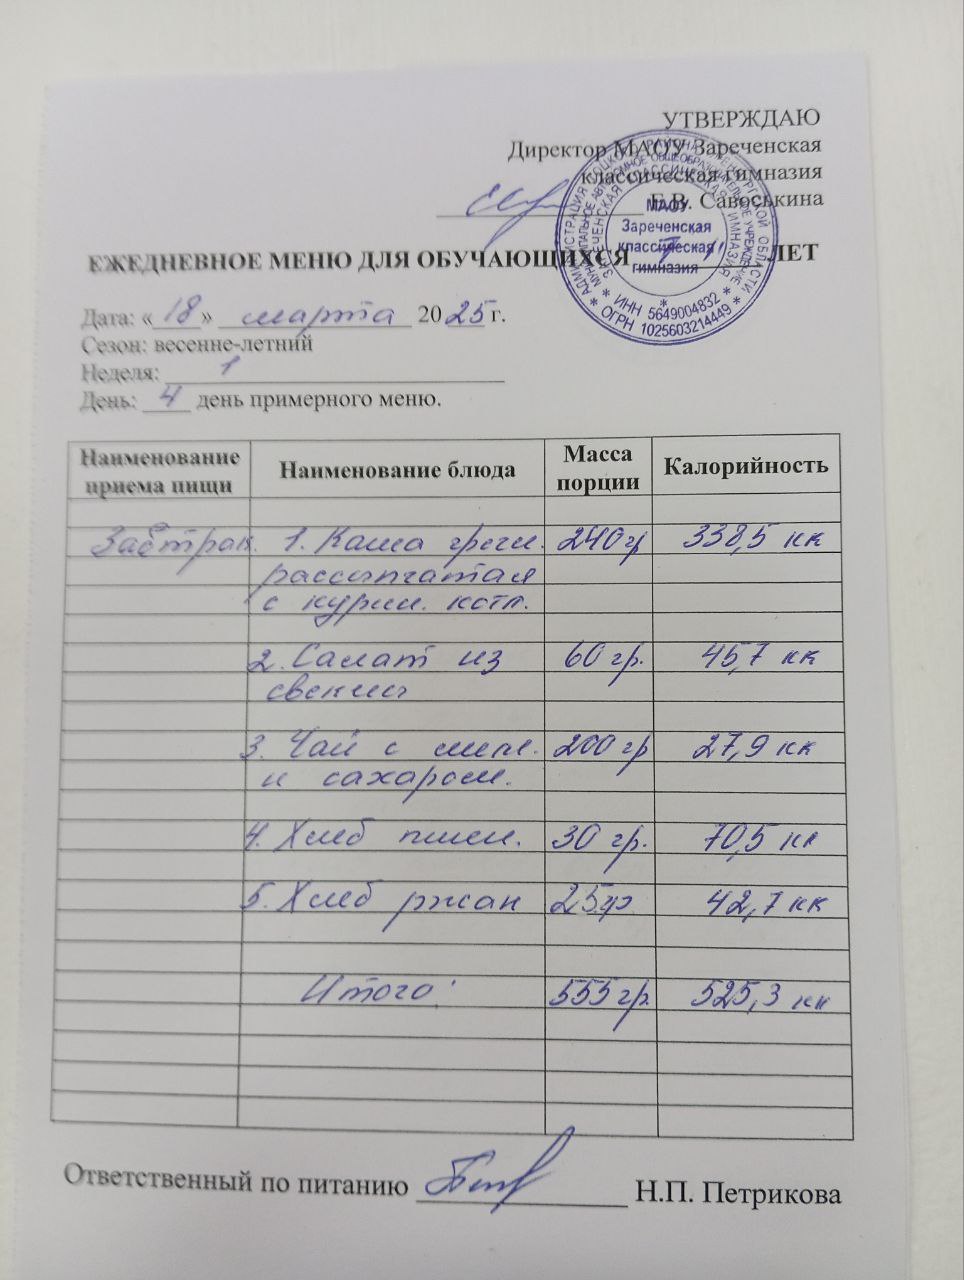 УТВЕРЖДАЮ
Директор МАОУ Зареченская
классическая гимназия
Е.В. Савоськина
МАОУ
Зареченская
классическая
гимназия
ИНН 5649004832
ОГРН 1025603214449
ЕЖЕДНЕВНОЕ МЕНЮ ДЛЯ ОБУЧАЮЩИХСЯ 7-11 ЛЕТ
Дата: «18» марта 2025 г.
Сезон: весенне-летний
Неделя: 1
День: 4 день примерного меню.
Наименование приема пищи Наименование блюда Масса порции Калорийность
Завтрак. 1. Каша греч. 240 гр 338,5 кк
рассыпчатая
с курин. котл.
2. Салат из 60 гр. 45,7 кк
свеклы
3. Чай с лим. 200 гр 27,9 кк
и сахаром.
4. Хлеб пшен. 30 гр. 70,5 кк
5. Хлеб ржан 25гр 42,7 кк
Итого: 555 гр. 525,3 кк
Ответственный по питанию Н.П. Петрикова